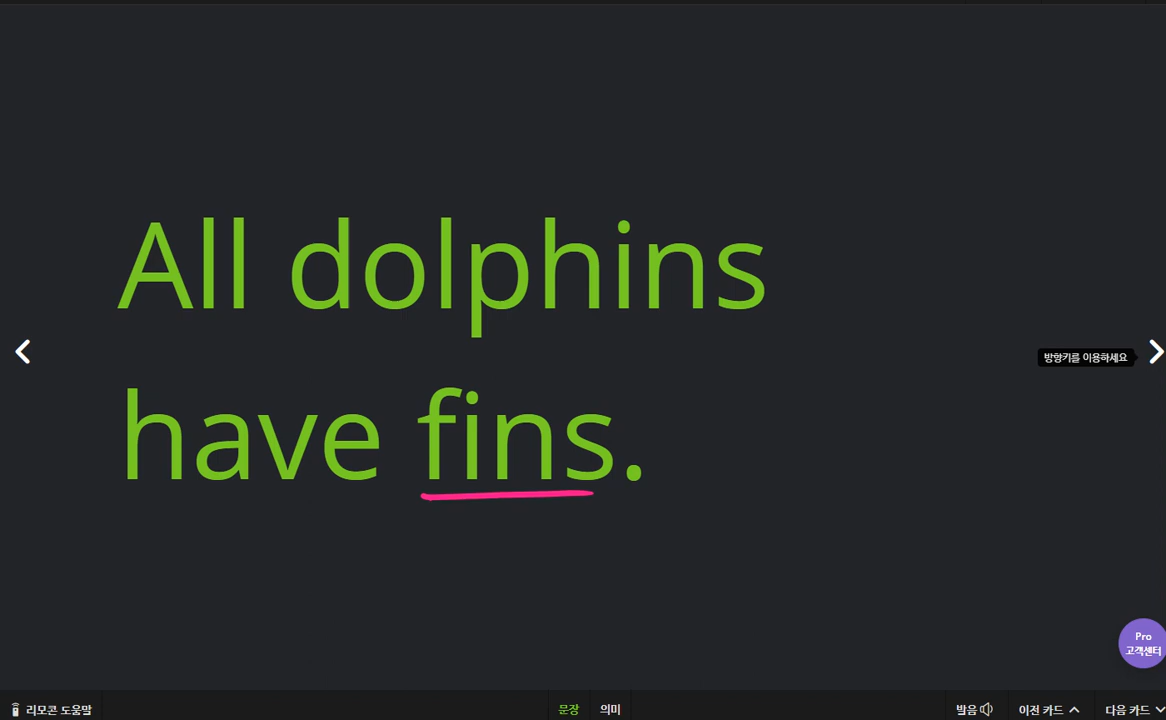 All dolphins
have fins.
방향키를 이용하세요
Pro
고객센터
리모콘 도움말
문장
의미
발음
이전 카드
다음 카드